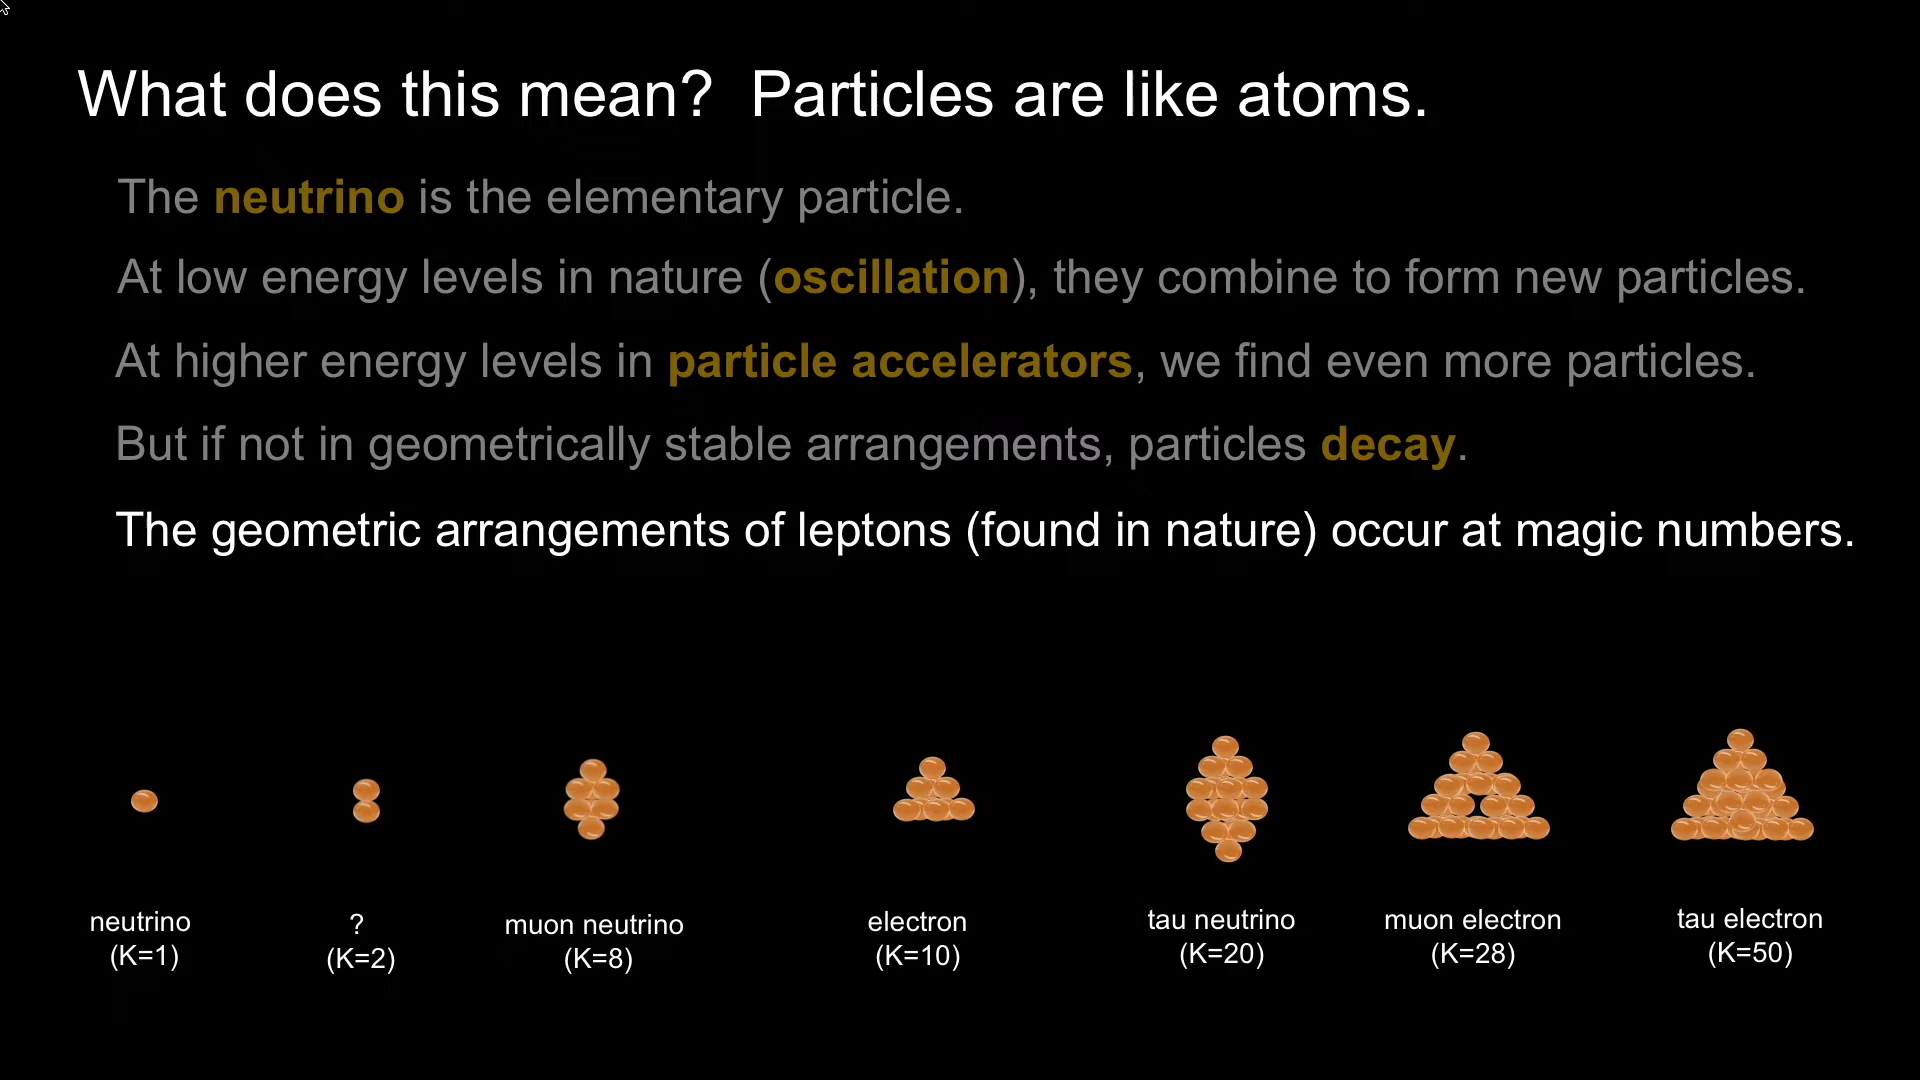 What does this mean?  Particles are like atoms.
The neutrino is the elementary particle.
At low energy levels in nature (oscillation), they combine to form new particles.
At higher energy levels in particle accelerators, we find even more particles.
But if not in geometrically stable arrangements, particles decay.
The geometric arrangements of leptons (found in nature) occur at magic numbers.
neutrino
(K=1)
?
(K=2)
muon neutrino
(K=8)
electron
(K=10)
tau neutrino
(K=20)
muon electron
(K=28)
tau electron
(K=50)